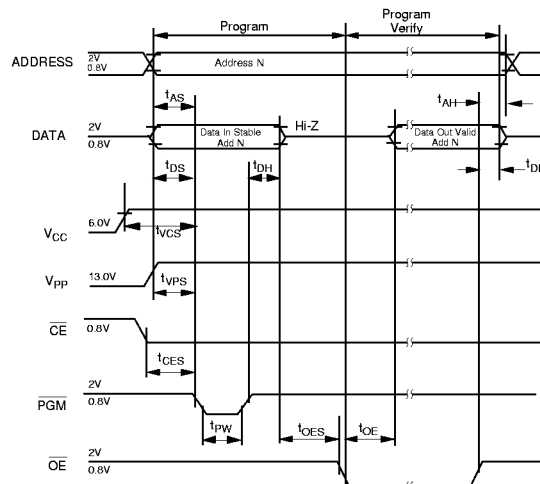 Program
Program
Verify
ADDRESS
2V
0.8V
Address N
tAS
tAH
DATA
2V
0.8V
Data In Stable
Add N
Hi-Z
Data Out Valid
Add N
tDS
tDH
VCC
6.0V
tVCS
VPP
13.0V
tVPS
CE
0.8V
tCES
PGM
2V
0.8V
tPW
tOES
tOE
OE
2V
0.8V